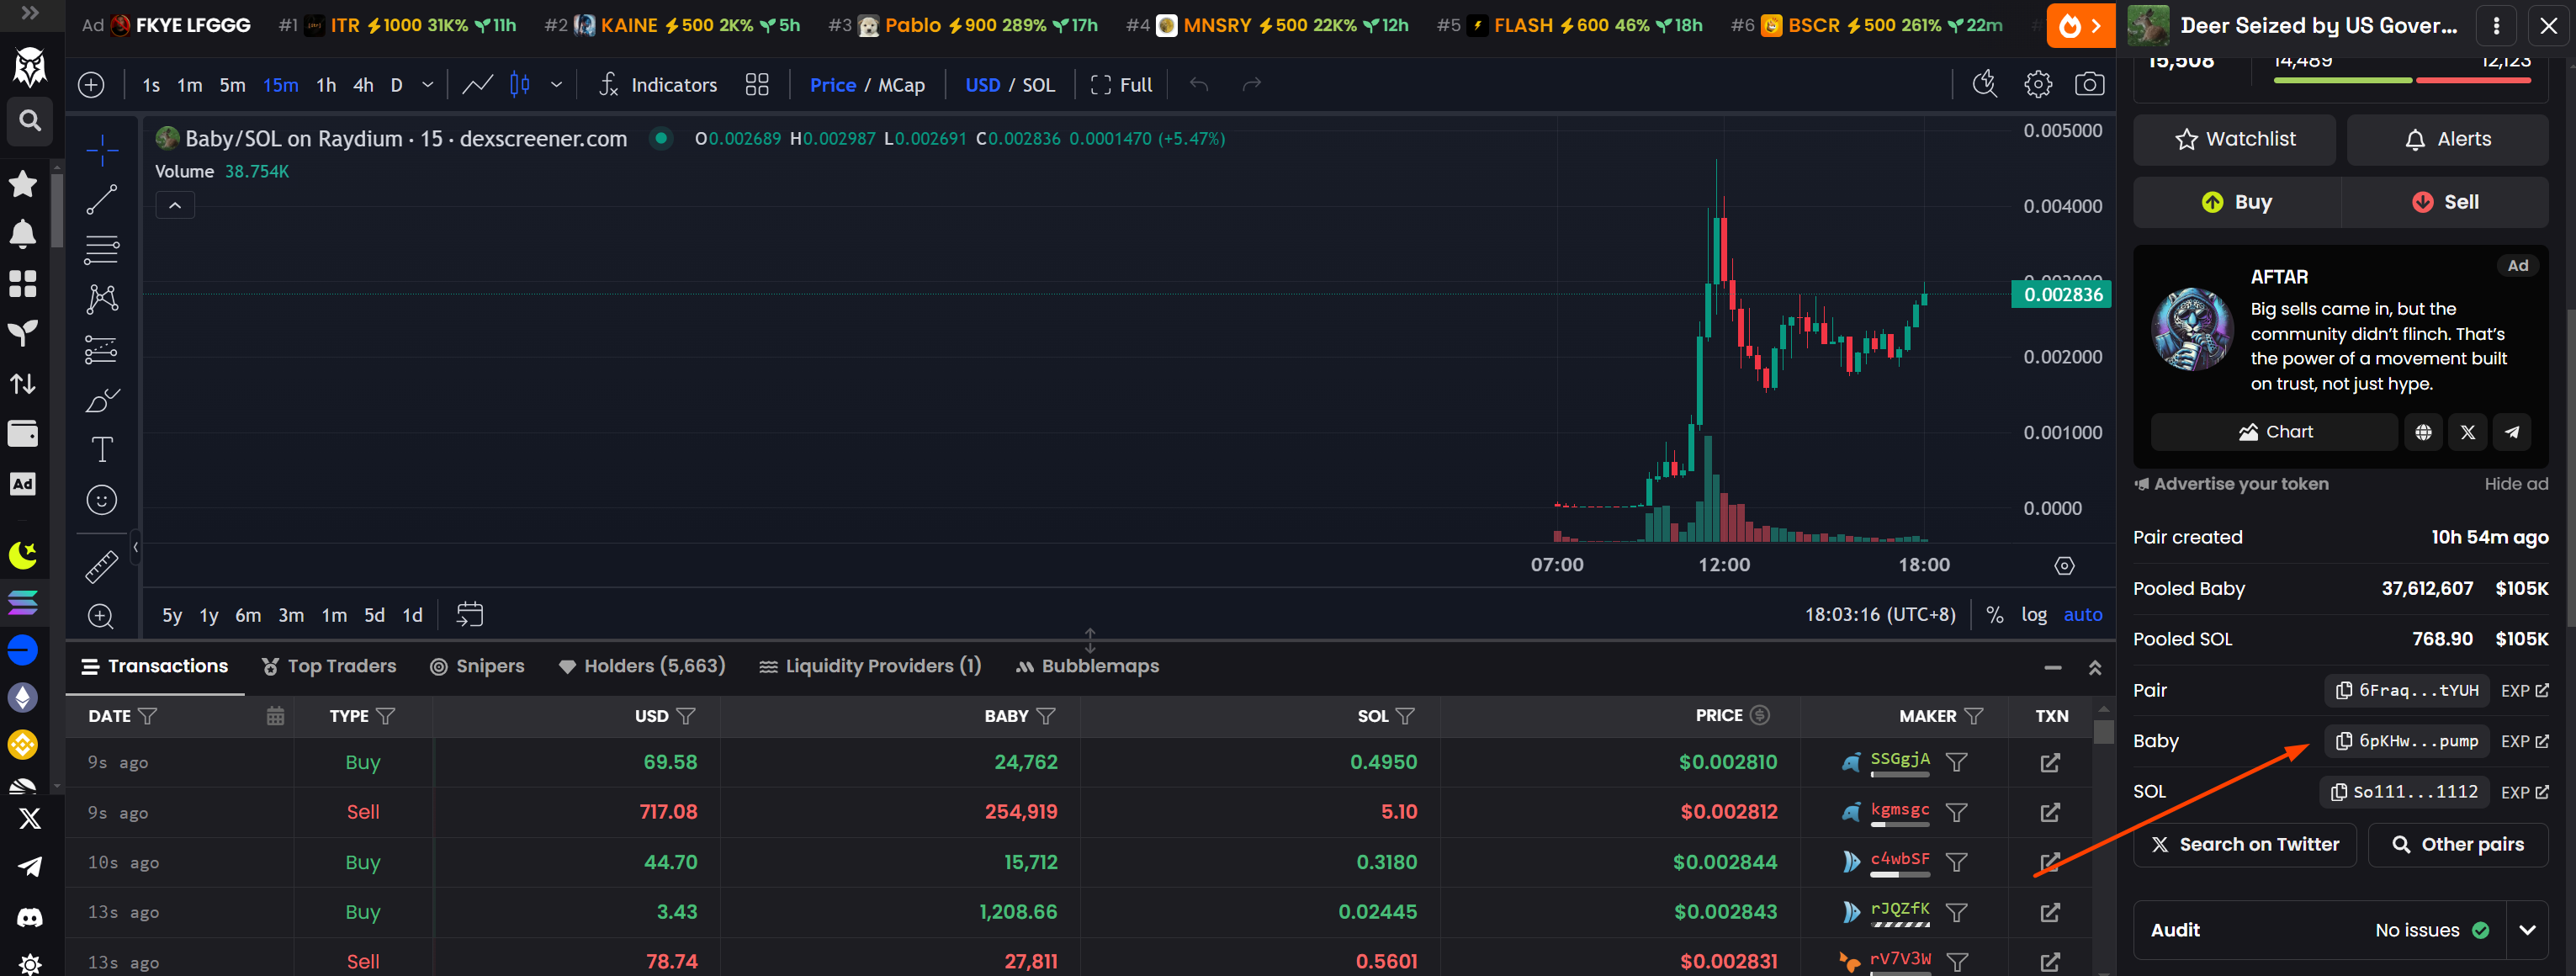 Ad FKYE LFGGG #1 ITR 1000 31K% 11h #2 KAINE 500 2K% 5h #3 Pablo 900 289% 17h #4 MNSRY 500 22K% 12h #5 FLASH 600 46% 18h #6 BSCR 500 261% 22m
Deer Seized by US Gover...
15,508 14,489 12,123
1s 1m 5m 15m 1h 4h D Indicators Price / MCap USD / SOL Full
Baby/SOL on Raydium · 15 · dexscreener.com O0.002689 H0.002987 L0.002691 C0.002836 0.0001470 (+5.47%)
Volume 38.754K
0.005000
0.004000
0.002836
0.002000
0.001000
0.0000
07:00 12:00 18:00
5y 1y 6m 3m 1m 5d 1d
18:03:16 (UTC+8) % log auto
Watchlist Alerts
Buy Sell
Ad
AFTAR
Big sells came in, but the
community didn't flinch. That's
the power of a movement built
on trust, not just hype.
Chart
Advertise your token Hide ad
Pair created 10h 54m ago
Pooled Baby 37,612,607 $105K
Pooled SOL 768.90 $105K
Pair 6Fraq...tYUH EXP
Baby 6pKHw...pump EXP
SOL So111...1112 EXP
Search on Twitter Other pairs
Audit No issues
Ad
Transactions Top Traders Snipers Holders (5,663) Liquidity Providers (1) Bubblemaps
DATE TYPE USD BABY SOL PRICE MAKER TXN
9s ago Buy 69.58 24,762 0.4950 $0.002810 SSGgjA
9s ago Sell 717.08 254,919 5.10 $0.002812 kgmsgc
10s ago Buy 44.70 15,712 0.3180 $0.002844 c4wbSF
13s ago Buy 3.43 1,208.66 0.02445 $0.002843 rJQZfK
13s ago Sell 78.74 27,811 0.5601 $0.002831 rV7V3W